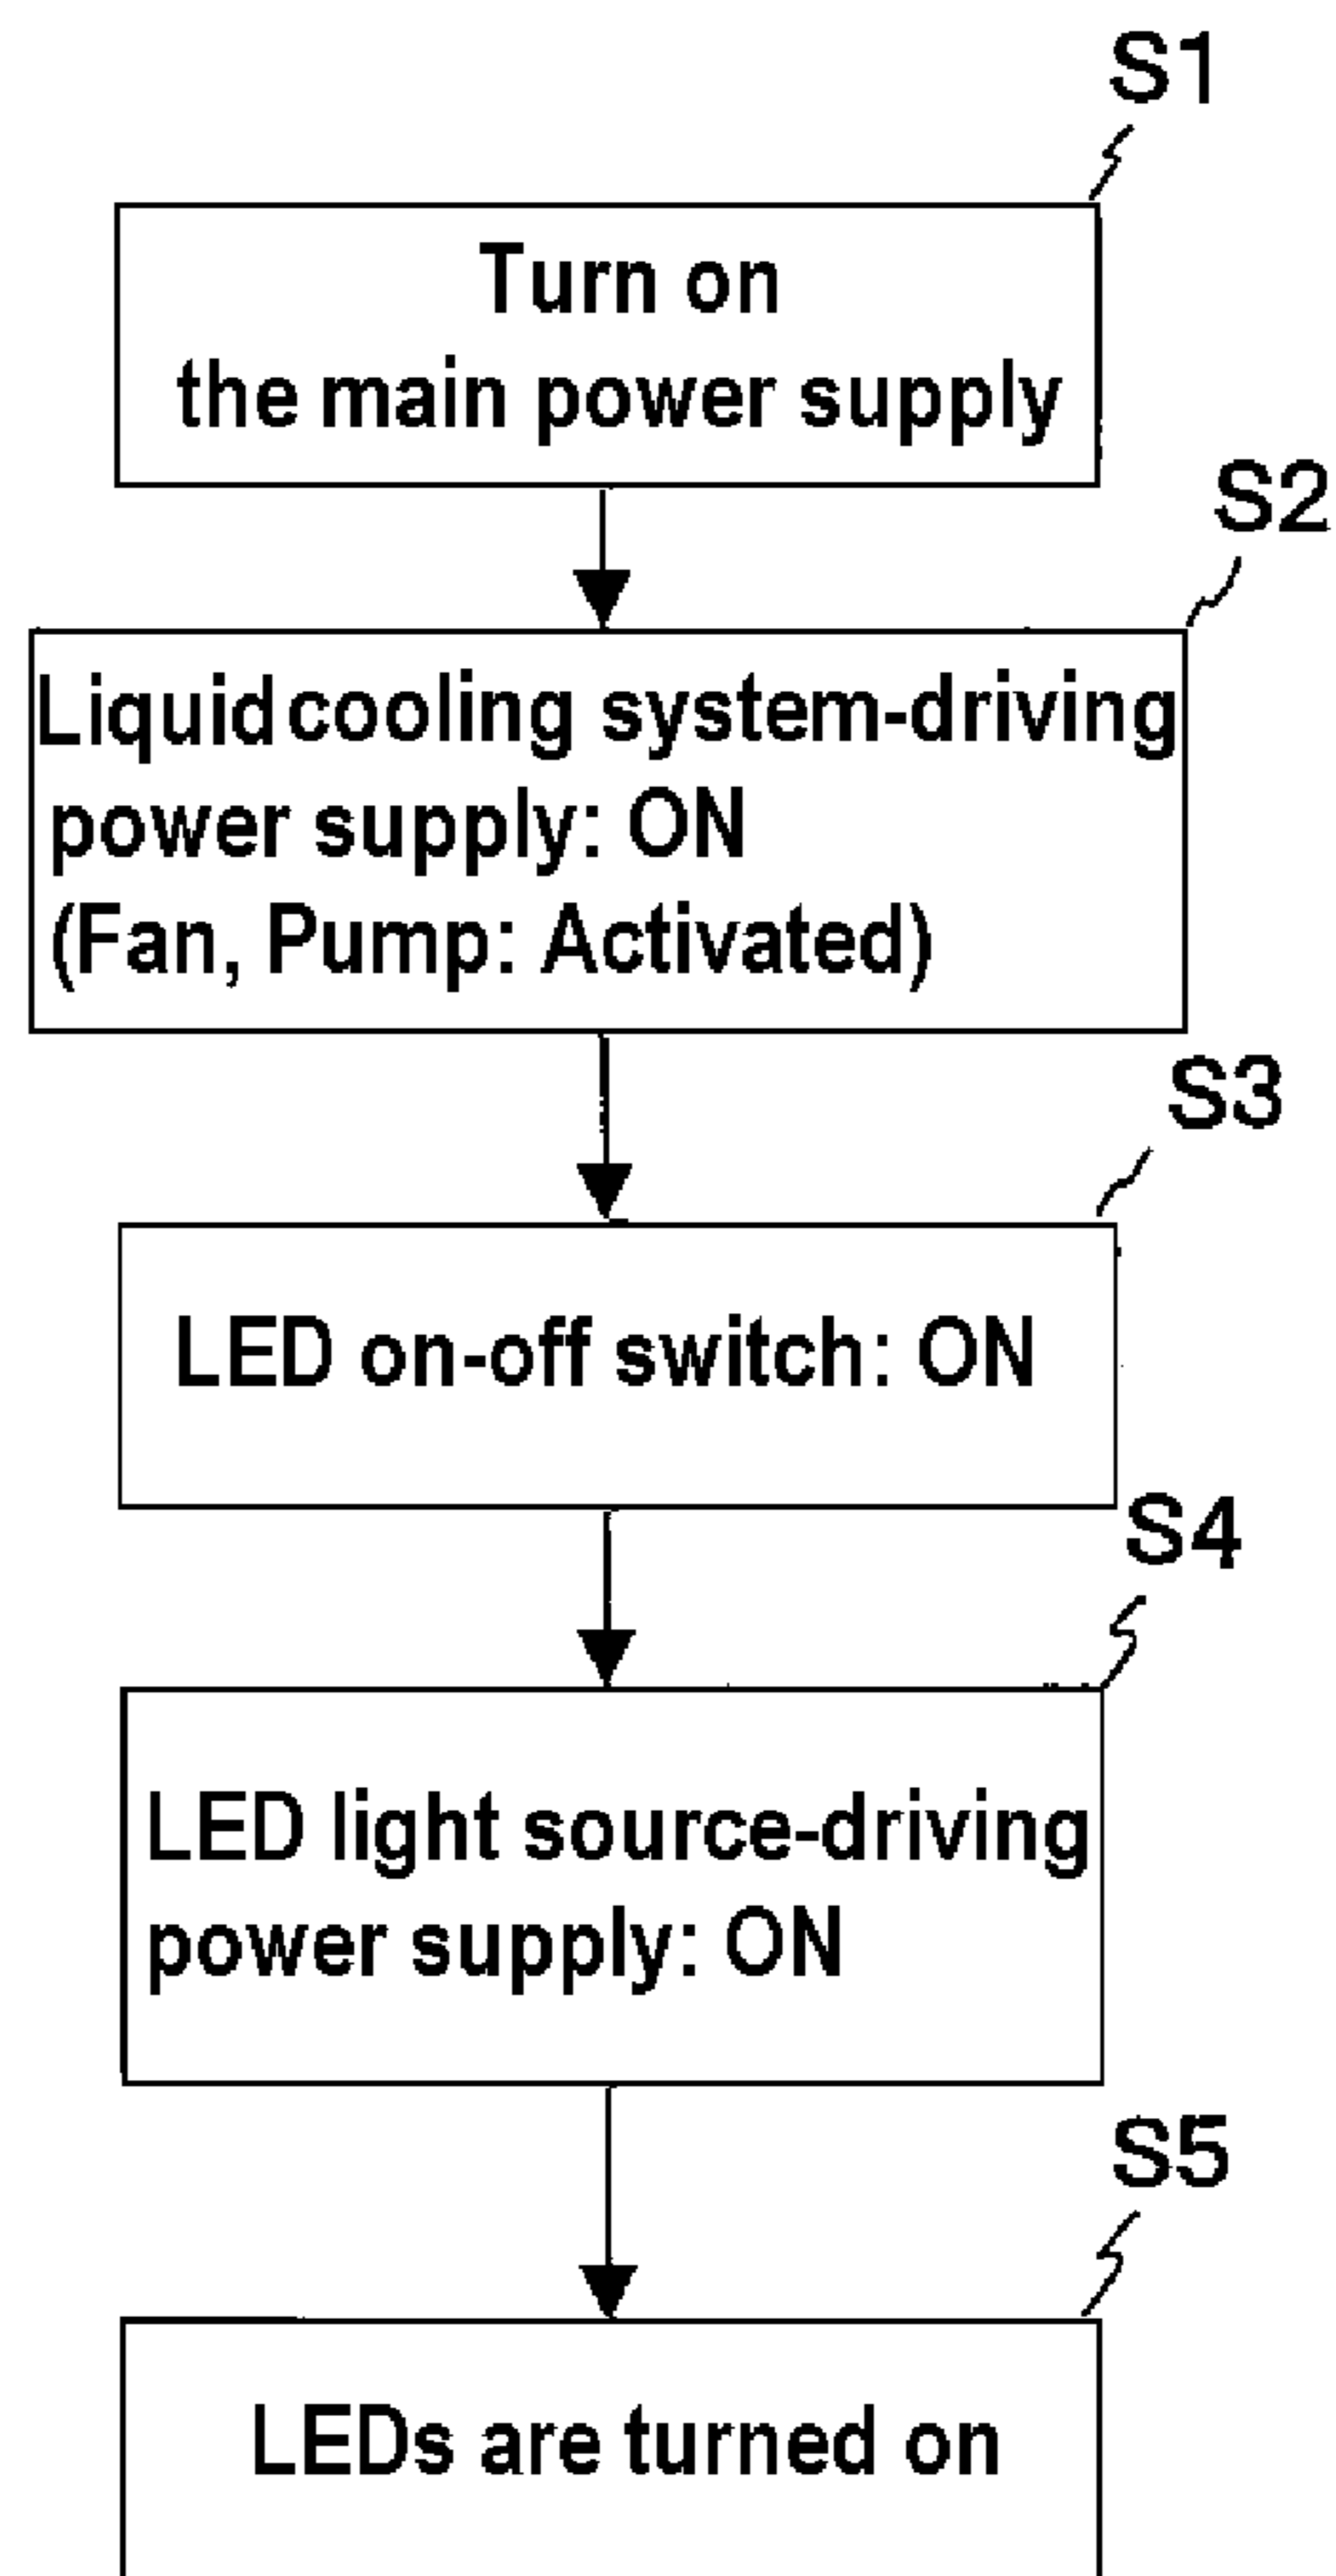 S1
Turn on
the main power supply
S2
Liquid cooling system-driving
power supply: ON
(Fan, Pump: Activated)
S3
LED on-off switch: ON
S4
LED light source-driving
power supply: ON
S5
LEDs are turned on